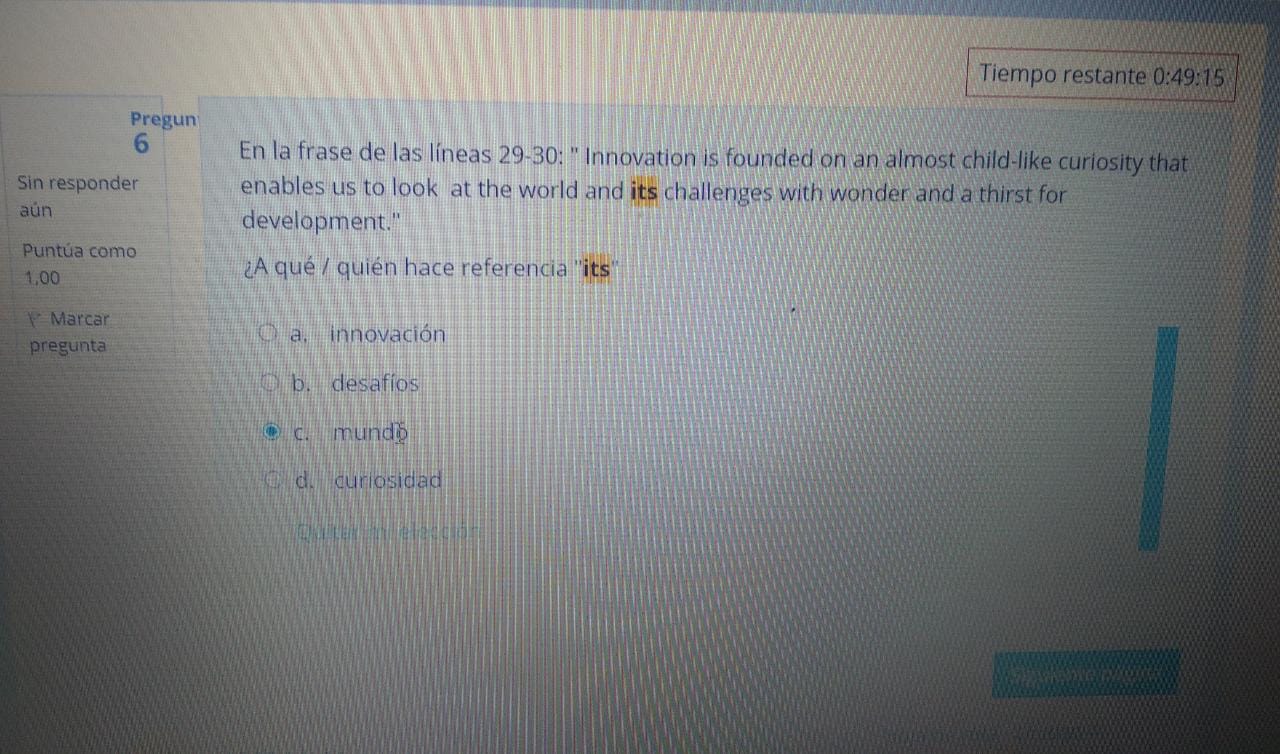 Tiempo restante 0:49:15
Pregun
6
Sin responder
aún
Puntúa como
1,00
Marcar
pregunta
En la frase de las líneas 29-30: " Innovation is founded on an almost child-like curiosity that
enables us to look at the world and its challenges with wonder and a thirst for
development."
¿A qué / quién hace referencia "its"
a. innovación
b. desafíos
c. mundo
d. curiosidad
Quitar mi elección